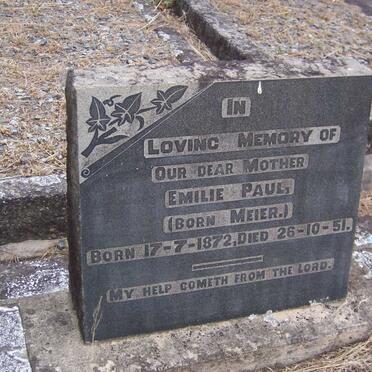 IN
LOVING MEMORY OF
OUR DEAR MOTHER
EMILIE PAUL,
(BORN MEIER.)
BORN 17-7-1872, DIED 26-10-51.
MY HELP COMETH FROM THE LORD.